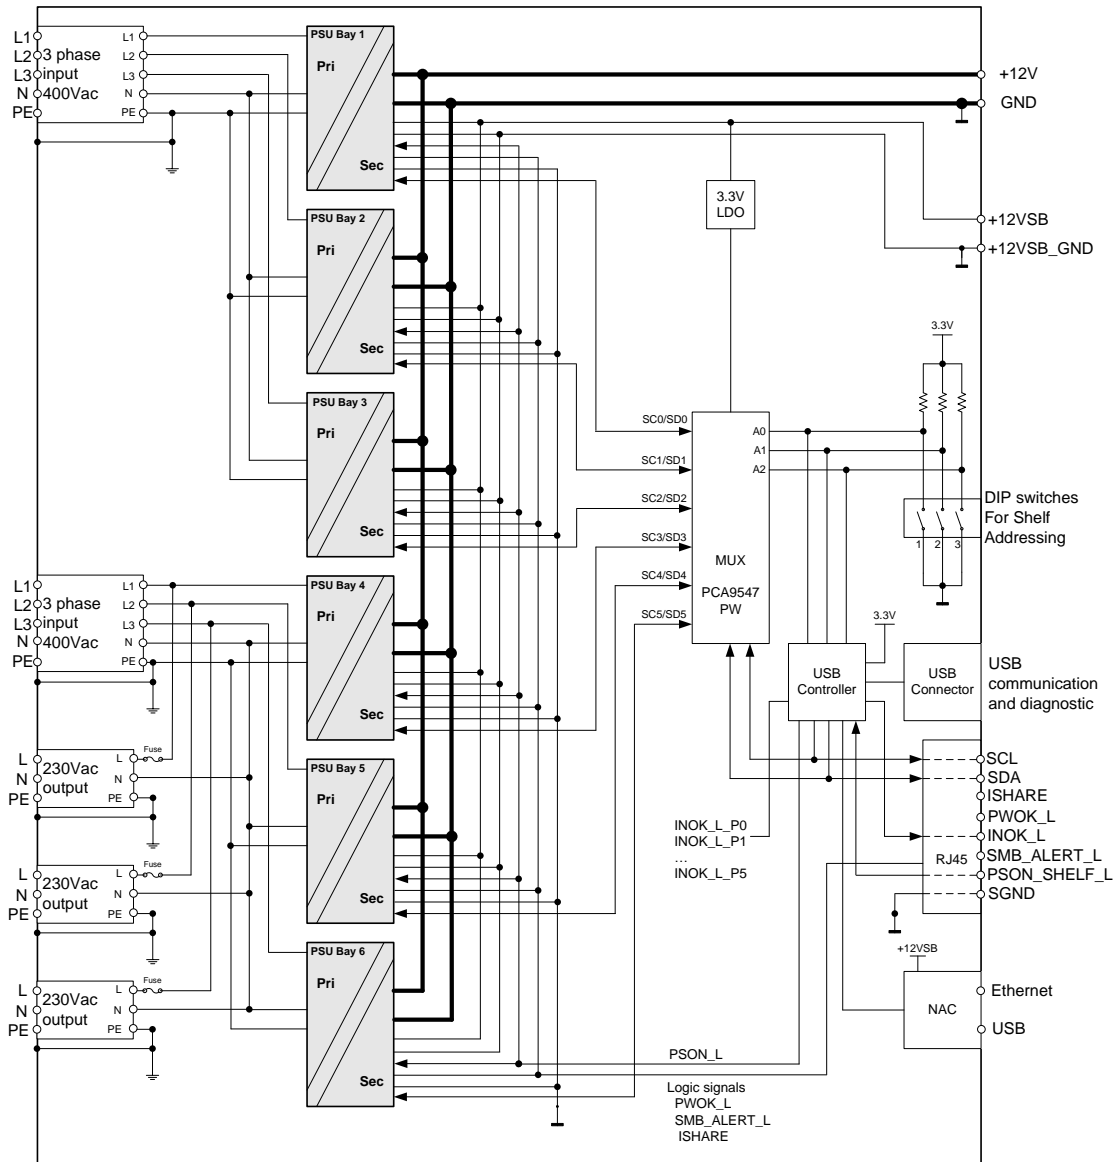 L1
L2
L3
N
PE
3 phase
input
400Vac
L1
L2
L3
N
PE
PSU Bay 1
Pri
Sec
+12V
GND
3.3V
LDO
+12VSB
+12VSB_GND
PSU Bay 2
Pri
Sec
3.3V
PSU Bay 3
Pri
Sec
SC0/SD0
SC1/SD1
SC2/SD2
SC3/SD3
SC4/SD4
SC5/SD5
A0
A1
A2
MUX
PCA9547
PW
1
2
3
DIP switches
For Shelf
Addressing
L1
L2
L3
N
PE
3 phase
input
400Vac
L1
L2
L3
N
PE
PSU Bay 4
Pri
Sec
3.3V
USB
Controller
USB
Connector
USB
communication
and diagnostic
L
N
PE
230Vac
output
L
N
PE
Fuse
PSU Bay 5
Pri
Sec
INOK_L_P0
INOK_L_P1
...
INOK_L_P5
RJ45
SCL
SDA
ISHARE
PWOK_L
INOK_L
SMB_ALERT_L
PSON_SHELF_L
SGND
L
N
PE
230Vac
output
L
N
PE
Fuse
PSU Bay 6
Pri
Sec
+12VSB
NAC
Ethernet
USB
L
N
PE
230Vac
output
L
N
PE
Fuse
PSON_L
Logic signals
PWOK_L
SMB_ALERT_L
ISHARE